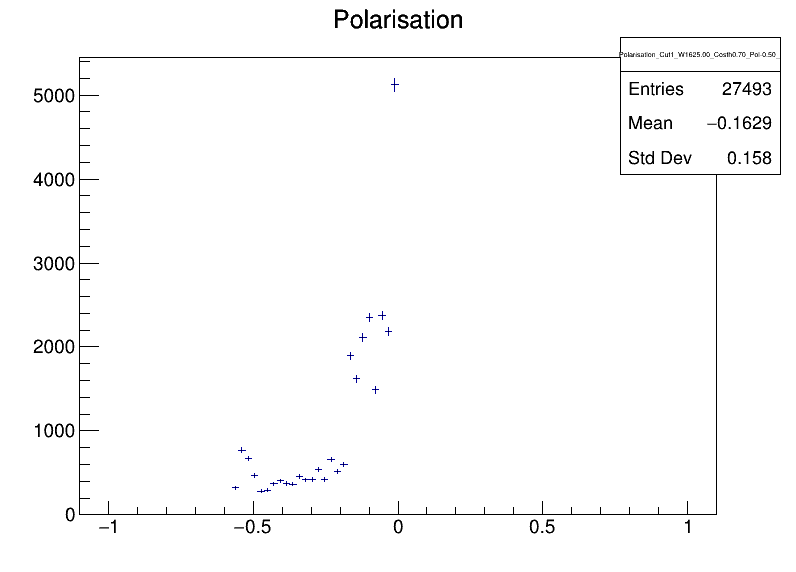 Polarisation
Polarisation_Cut1_W1625.00_Costh0.70_Pol-0.50_
Entries 27493
Mean −0.1629
Std Dev 0.158
5000
4000
3000
2000
1000
0
−1 −0.5 0 0.5 1